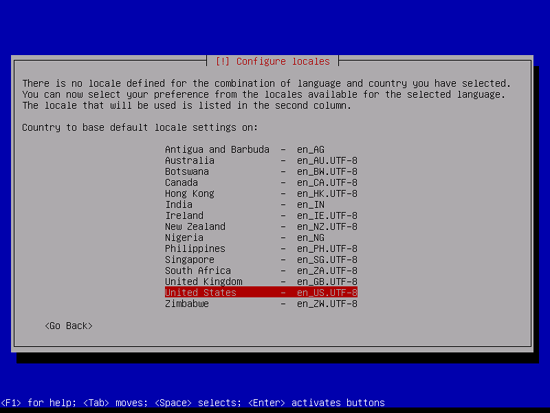 [!] Configure locales
There is no locale defined for the combination of language and country you have selected.
You can now select your preference from the locales available for the selected language.
The locale that will be used is listed in the second column.
Country to base default locale settings on:
Antigua and Barbuda - en_AG
Australia - en_AU.UTF-8
Botswana - en_BW.UTF-8
Canada - en_CA.UTF-8
Hong Kong - en_HK.UTF-8
India - en_IN
Ireland - en_IE.UTF-8
New Zealand - en_NZ.UTF-8
Nigeria - en_NG
Philippines - en_PH.UTF-8
Singapore - en_SG.UTF-8
South Africa - en_ZA.UTF-8
United Kingdom - en_GB.UTF-8
United States - en_US.UTF-8
Zimbabwe - en_ZW.UTF-8
<Go Back>
<F1> for help; <Tab> moves; <Space> selects; <Enter> activates buttons